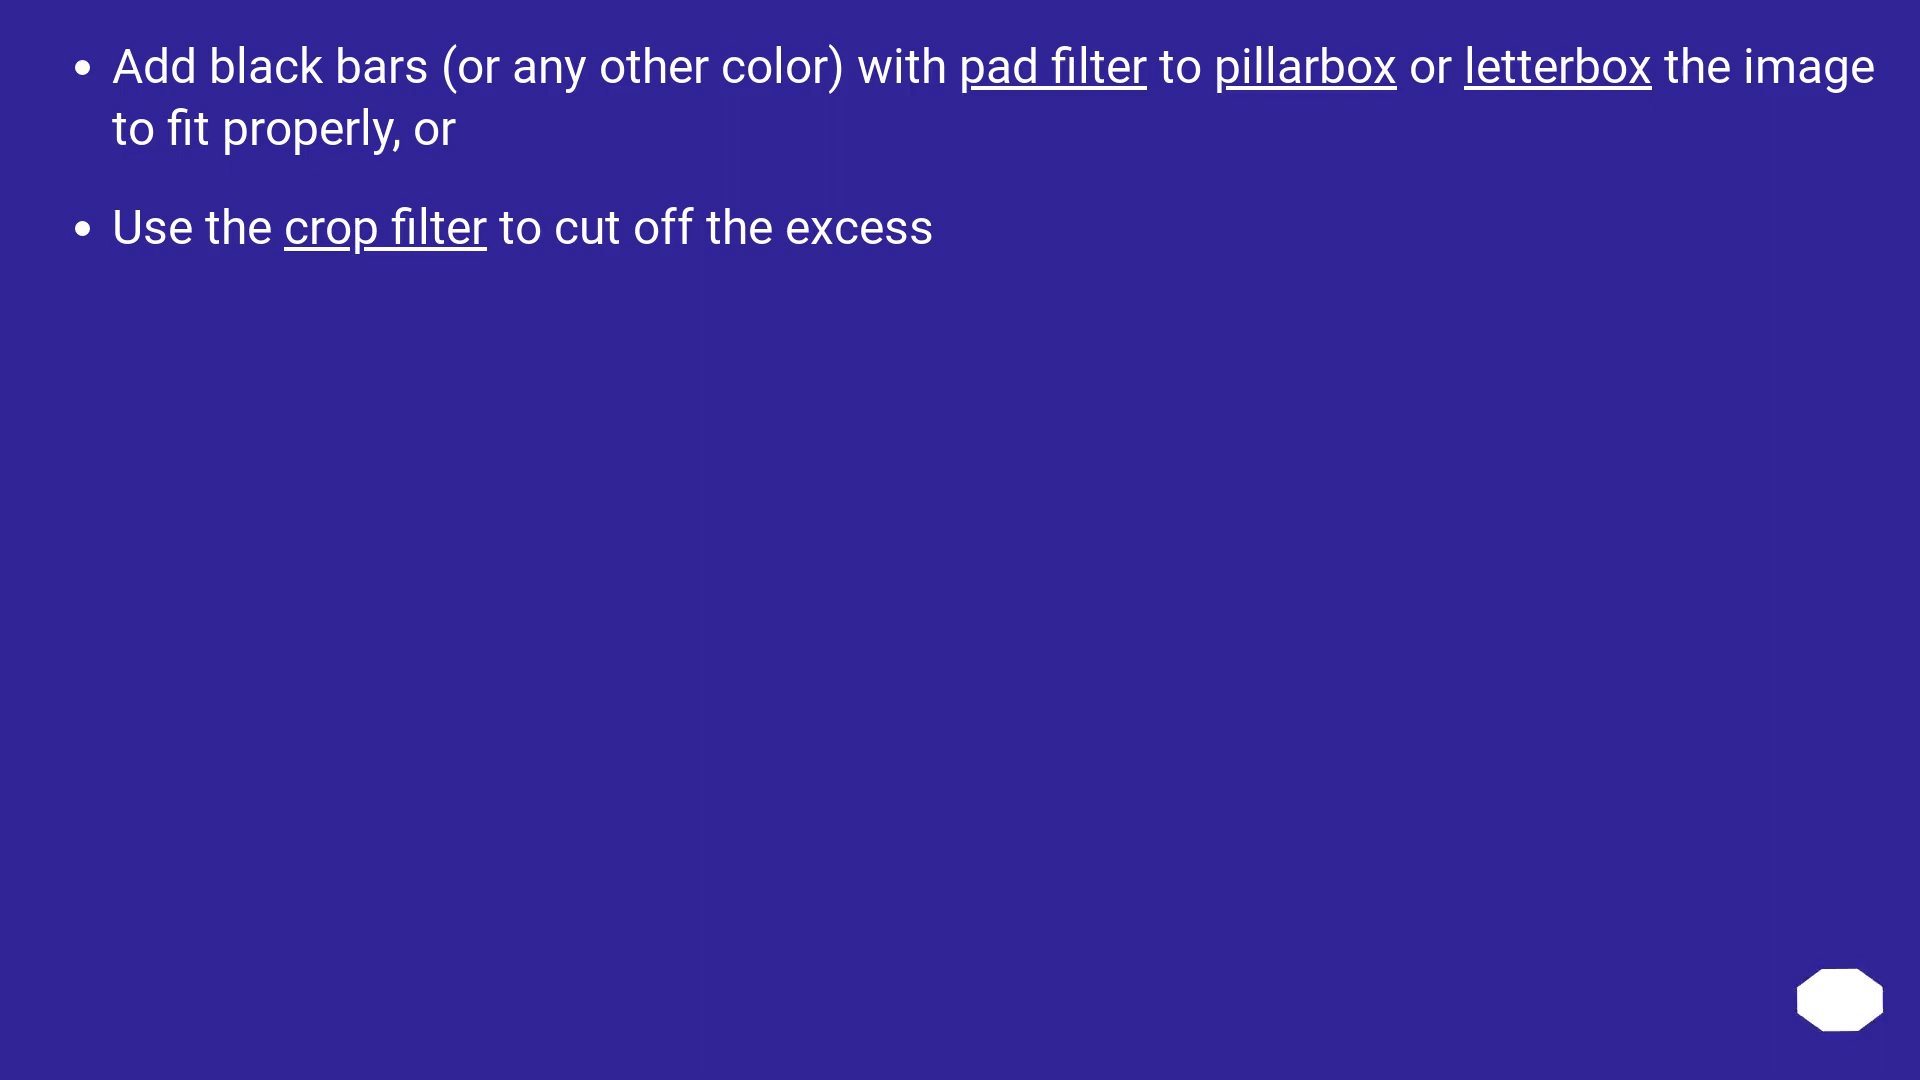 • Add black bars (or any other color) with pad filter to pillarbox or letterbox the image
to fit properly, or
• Use the crop filter to cut off the excess